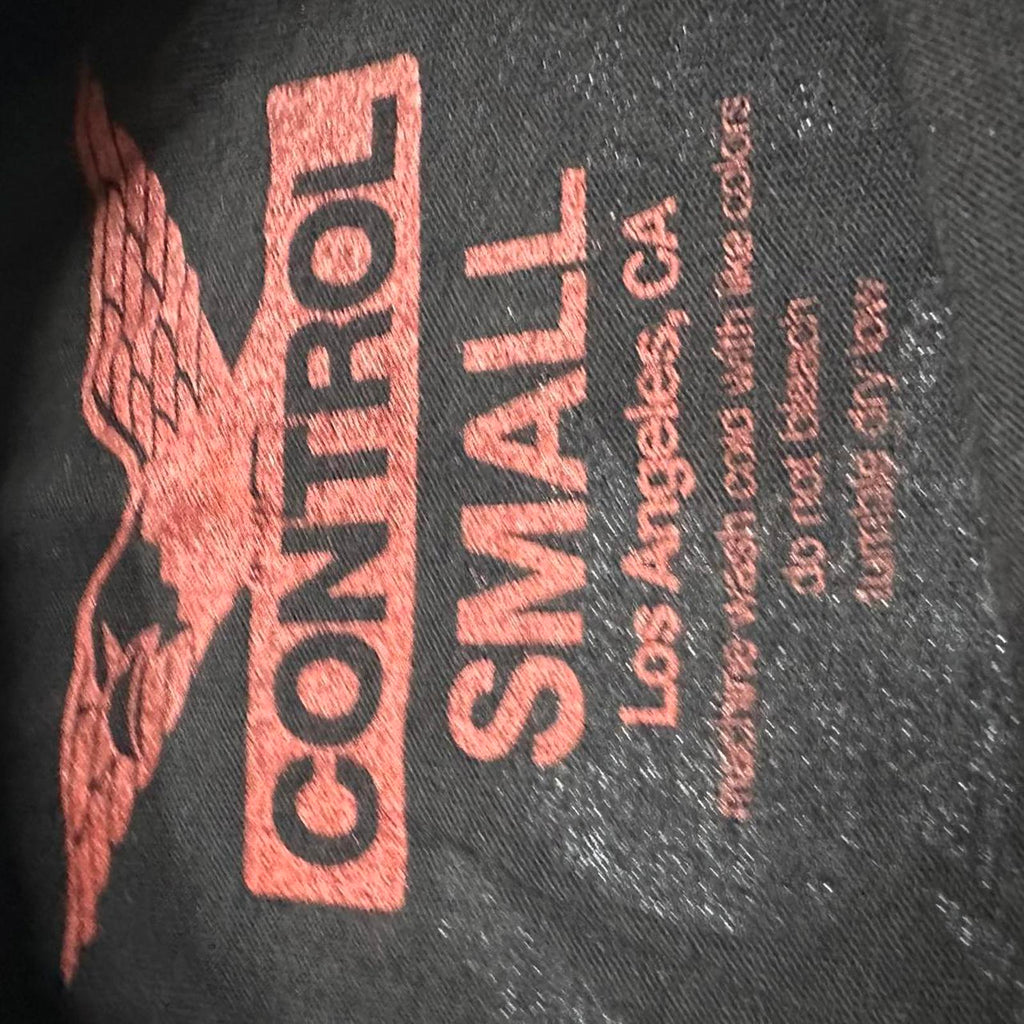 CONTROL
SMALL
Los Angeles, CA
machine wash cold with like colors
do not bleach
tumble dry low